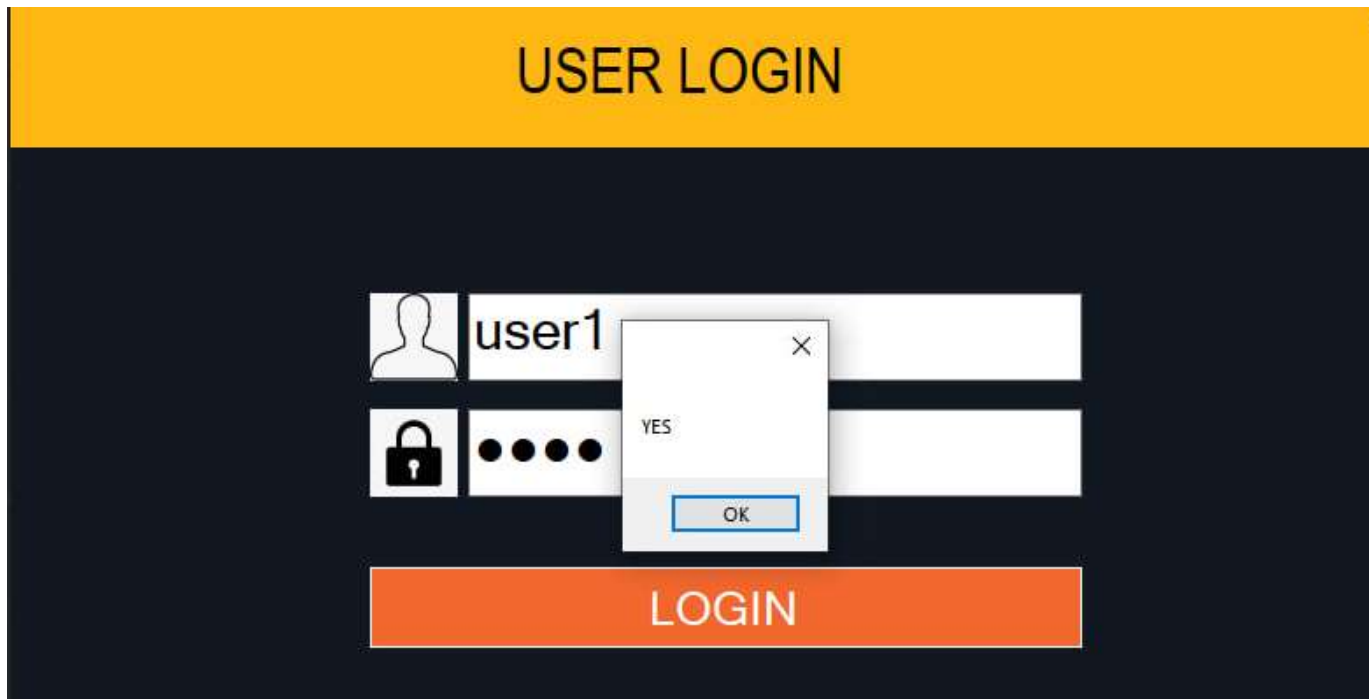 USER LOGIN
user1
YES
••••
OK
LOGIN